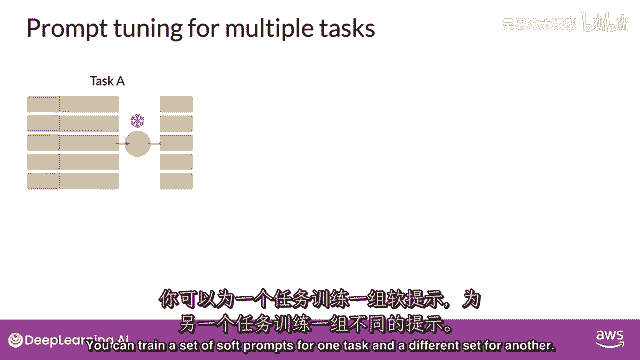 Prompt tuning for multiple tasks
Task A
你可以为一个任务训练一组软提示，为
另一个任务训练一组不同的提示。
You can train a set of soft prompts for one task and a different set for another.
DeepLearning.AI
aws